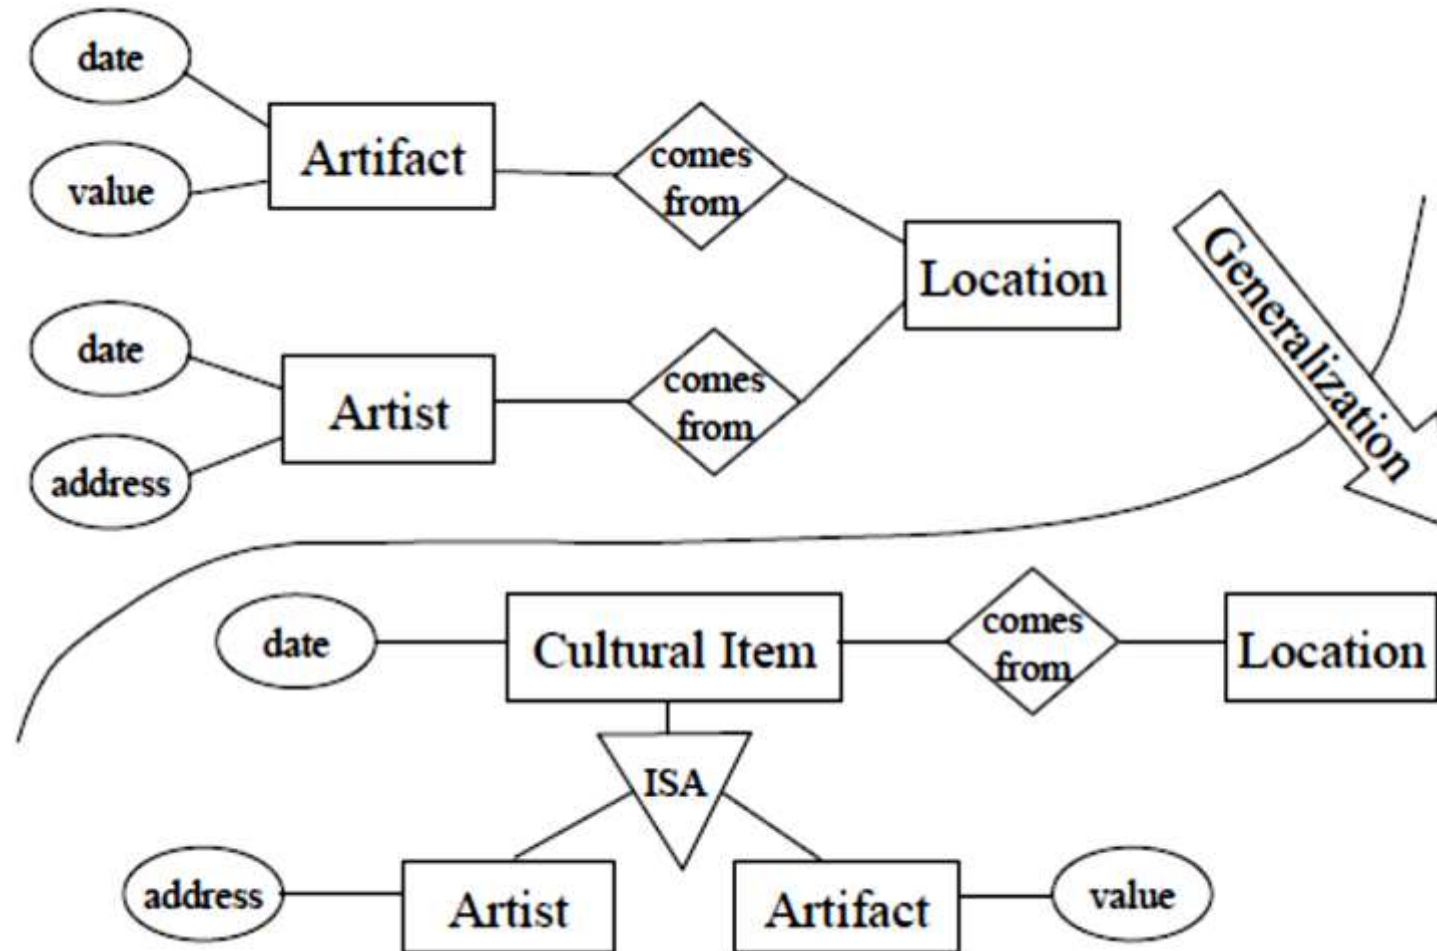 date
Artifact
value
comes
from
Location
Generalization
date
Artist
address
comes
from
date
Cultural Item
comes
from
Location
ISA
address
Artist
Artifact
value